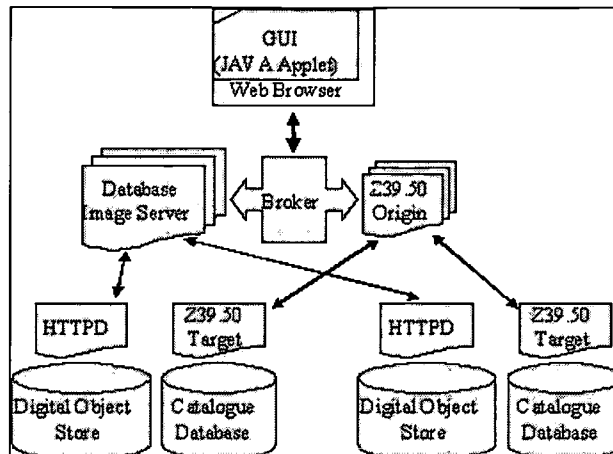 GUI
(JAVA Applet)
Web Browser
Database
Image Server
Broker
Z39.50
Origin
HTTPD
Z39.50
Target
HTTPD
Z39.50
Target
Digital Object
Store
Catalogue
Database
Digital Object
Store
Catalogue
Database